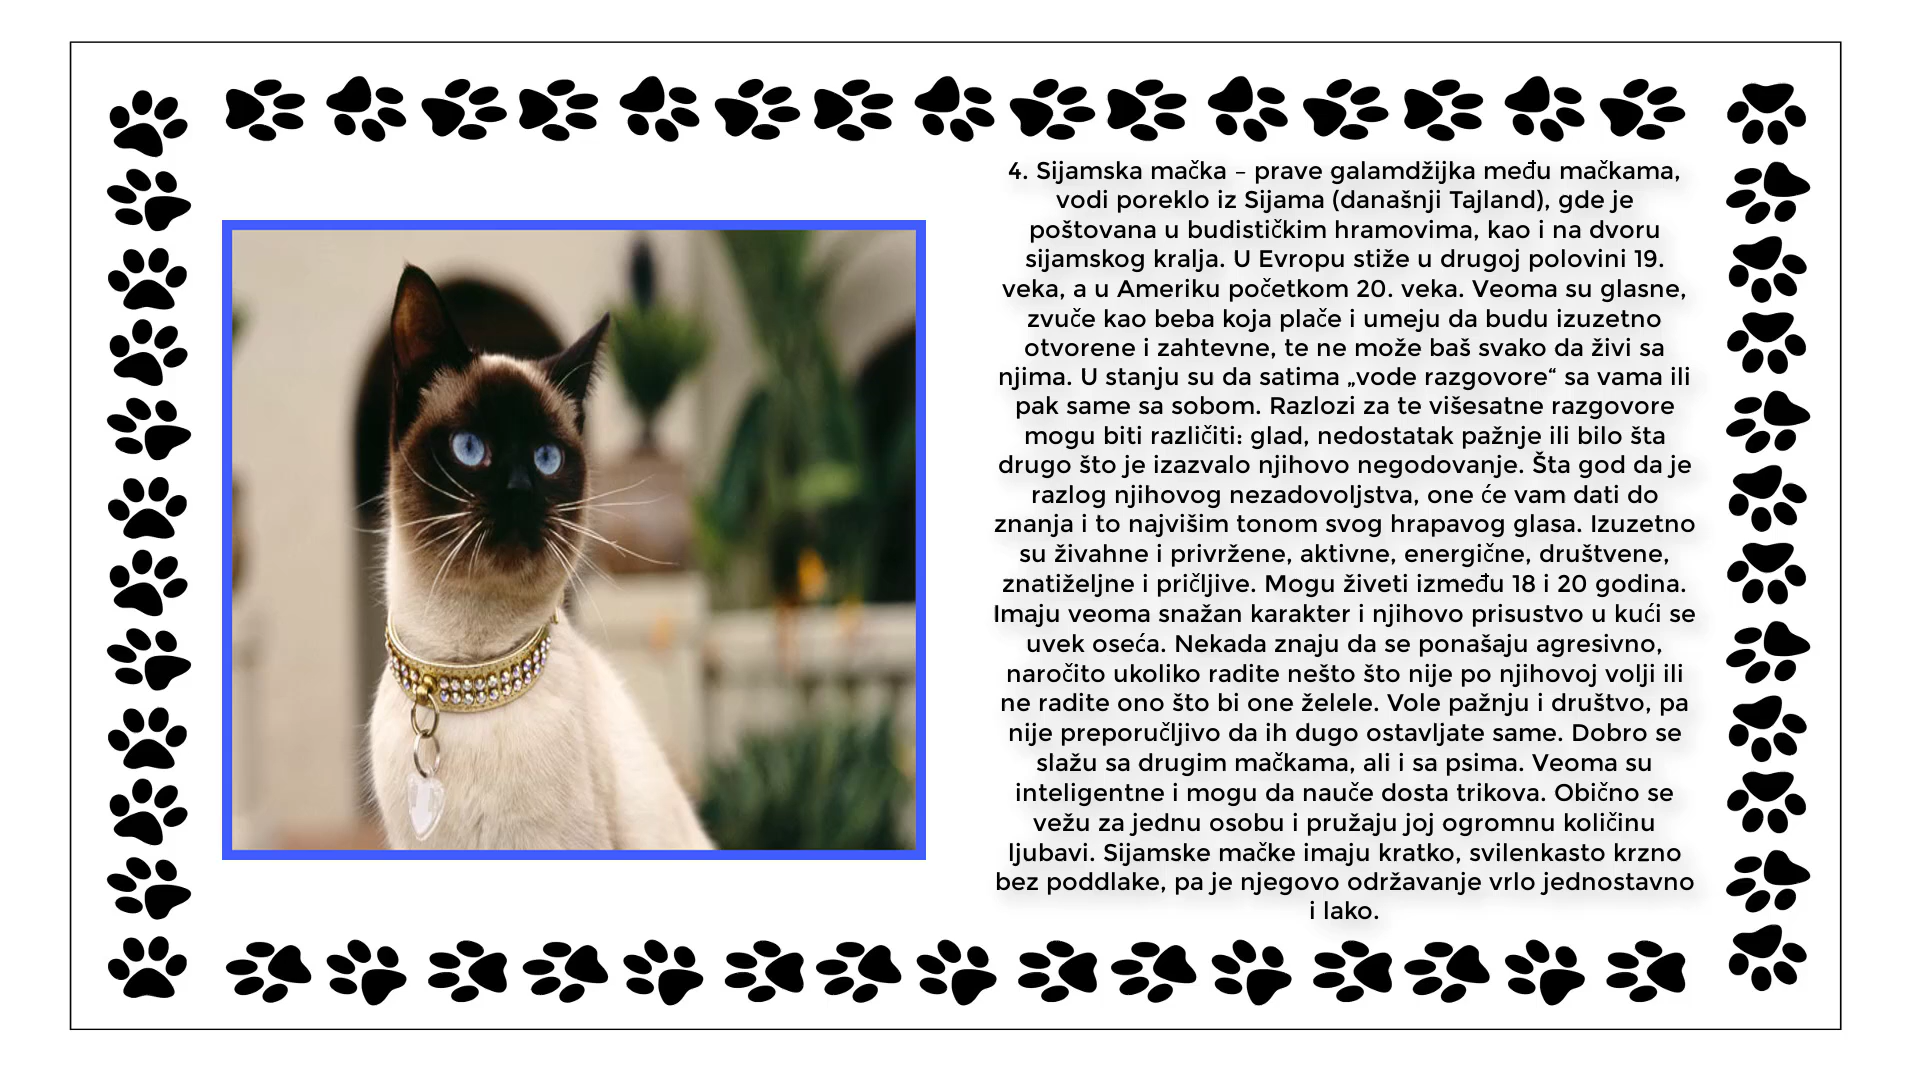 4. Sijamska mačka – prave galamdžijka među mačkama,
vodi poreklo iz Sijama (današnji Tajland), gde je
poštovana u budističkim hramovima, kao i na dvoru
sijamskog kralja. U Evropu stiže u drugoj polovini 19.
veka, a u Ameriku početkom 20. veka. Veoma su glasne,
zvuče kao beba koja plače i umeju da budu izuzetno
otvorene i zahtevne, te ne može baš svako da živi sa
njima. U stanju su da satima „vode razgovore“ sa vama ili
pak same sa sobom. Razlozi za te višesatne razgovore
mogu biti različiti: glad, nedostatak pažnje ili bilo šta
drugo što je izazvalo njihovo negodovanje. Šta god da je
razlog njihovog nezadovoljstva, one će vam dati do
znanja i to najvišim tonom svog hrapavog glasa. Izuzetno
su živahne i privržene, aktivne, energične, društvene,
znatiželjne i pričljive. Mogu živeti između 18 i 20 godina.
Imaju veoma snažan karakter i njihovo prisustvo u kući se
uvek oseća. Nekada znaju da se ponašaju agresivno,
naročito ukoliko radite nešto što nije po njihovoj volji ili
ne radite ono što bi one želele. Vole pažnju i društvo, pa
nije preporučljivo da ih dugo ostavljate same. Dobro se
slažu sa drugim mačkama, ali i sa psima. Veoma su
inteligentne i mogu da nauče dosta trikova. Obično se
vežu za jednu osobu i pružaju joj ogromnu količinu
ljubavi. Sijamske mačke imaju kratko, svilenkasto krzno
bez poddlake, pa je njegovo održavanje vrlo jednostavno
i lako.